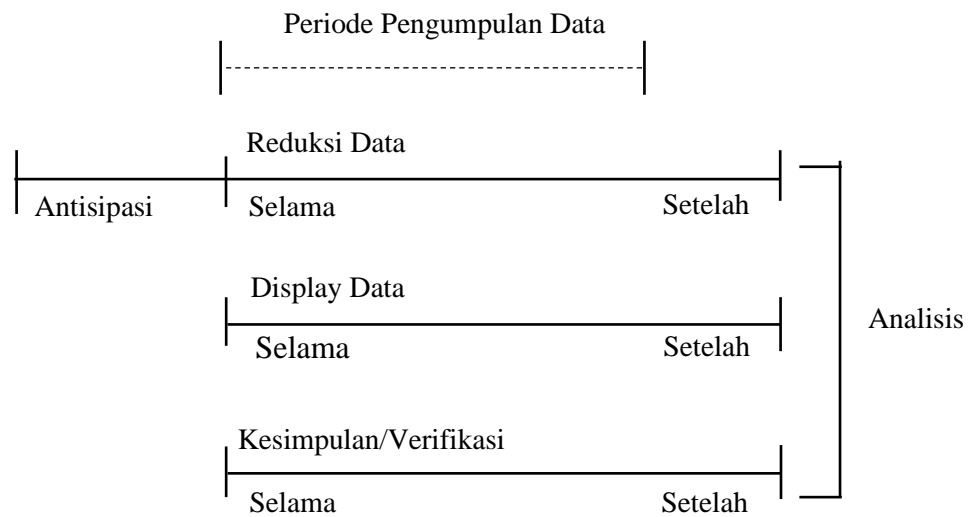 Periode Pengumpulan Data
Reduksi Data
Antisipasi Selama Setelah
Display Data
Analisis
Selama Setelah
Kesimpulan/Verifikasi
Selama Setelah